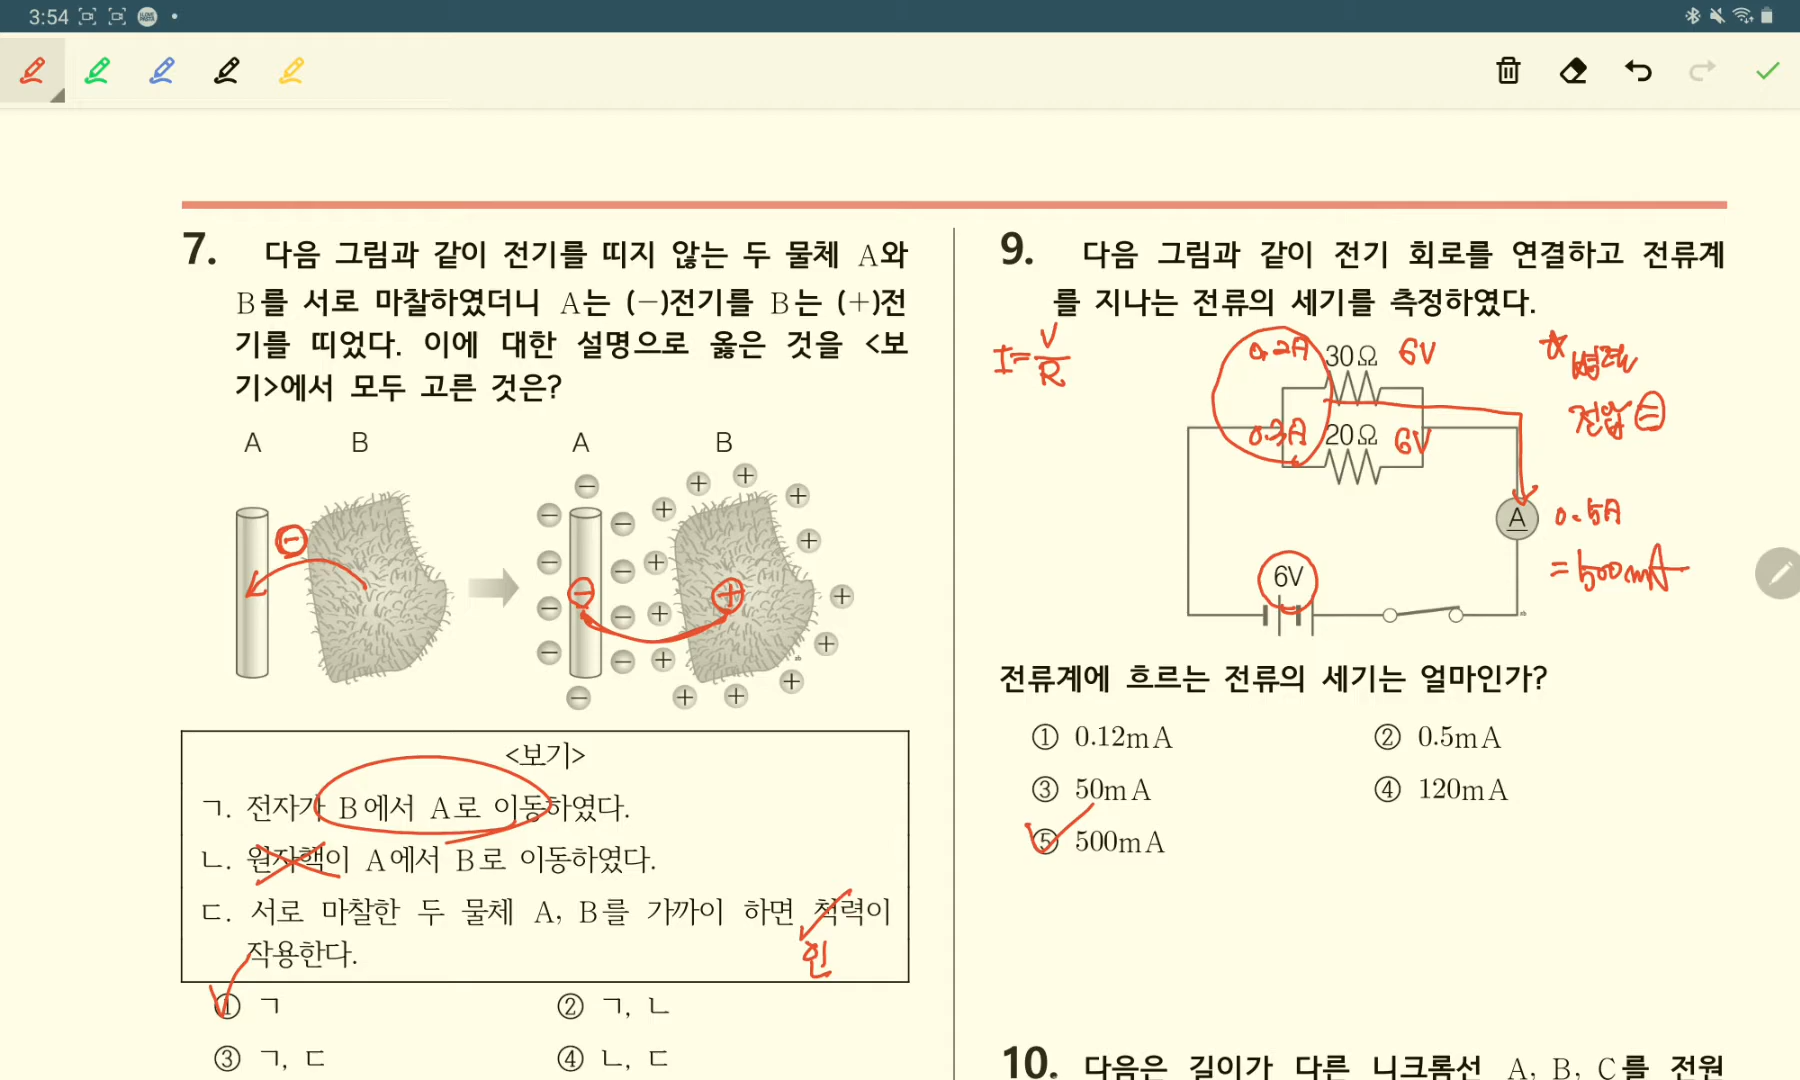 3:54
7. 다음 그림과 같이 전기를 띠지 않는 두 물체 A와
B를 서로 마찰하였더니 A는 (−)전기를 B는 (+)전
기를 띠었다. 이에 대한 설명으로 옳은 것을 <보
기>에서 모두 고른 것은?
A B A B
<보기>
ㄱ. 전자가 B에서 A로 이동하였다.
ㄴ. 원자핵이 A에서 B로 이동하였다.
ㄷ. 서로 마찰한 두 물체 A, B를 가까이 하면 척력이
인
작용한다.
① ㄱ ② ㄱ, ㄴ
③ ㄱ, ㄷ ④ ㄴ, ㄷ
9. 다음 그림과 같이 전기 회로를 연결하고 전류계
를 지나는 전류의 세기를 측정하였다.
I=V/R
0.2A 30Ω 6V
0.3A 20Ω 6V
병렬
전압 =
A 0.5A
=500mA
6V
전류계에 흐르는 전류의 세기는 얼마인가?
① 0.12mA ② 0.5mA
③ 50mA ④ 120mA
⑤ 500mA
10. 다음은 길이가 다른 니크롬선 A, B, C를 전원